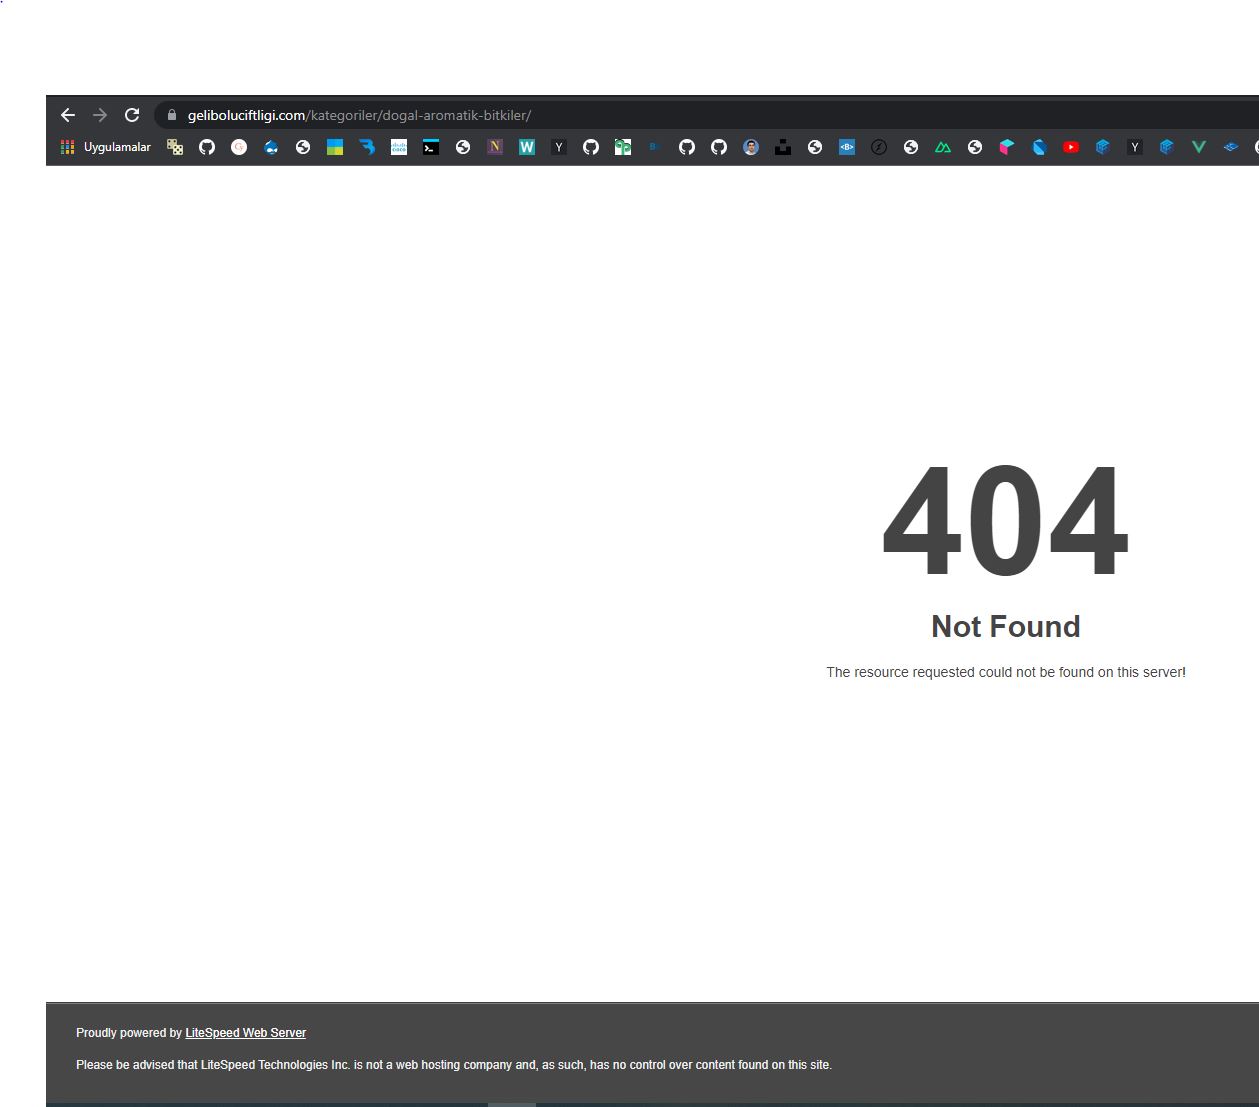 geliboluciftligi.com/kategoriler/dogal-aromatik-bitkiler/
Uygulamalar
404
Not Found
The resource requested could not be found on this server!
Proudly powered by LiteSpeed Web Server
Please be advised that LiteSpeed Technologies Inc. is not a web hosting company and, as such, has no control over content found on this site.